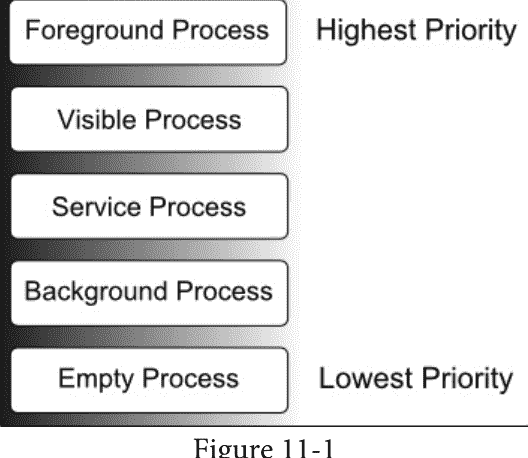 Foreground Process Highest Priority
Visible Process
Service Process
Background Process
Empty Process Lowest Priority
Figure 11-1